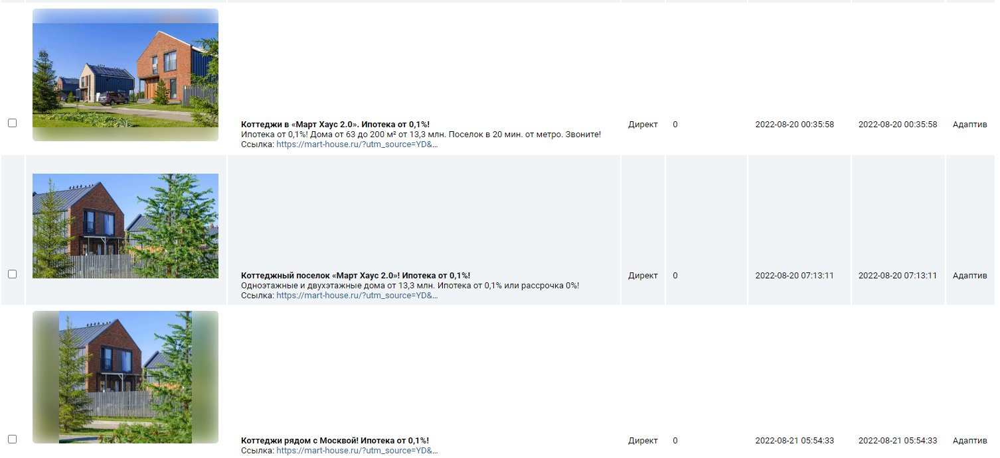 Коттеджи в «Март Хаус 2.0». Ипотека от 0,1%!
Ипотека от 0,1%! Дома от 63 до 200 м² от 13,3 млн. Поселок в 20 мин. от метро. Звоните!
Ссылка: https://mart-house.ru/?utm_source=YD&...
Директ 0 2022-08-20 00:35:58 2022-08-20 00:35:58 Адаптив
Коттеджный поселок «Март Хаус 2.0»! Ипотека от 0,1%!
Одноэтажные и двухэтажные дома от 13,3 млн. Ипотека от 0,1% или рассрочка 0%!
Ссылка: https://mart-house.ru/?utm_source=YD&...
Директ 0 2022-08-20 07:13:11 2022-08-20 07:13:11 Адаптив
Коттеджи рядом с Москвой! Ипотека от 0,1%!
Ссылка: https://mart-house.ru/?utm_source=YD&...
Директ 0 2022-08-21 05:54:33 2022-08-21 05:54:33 Адаптив